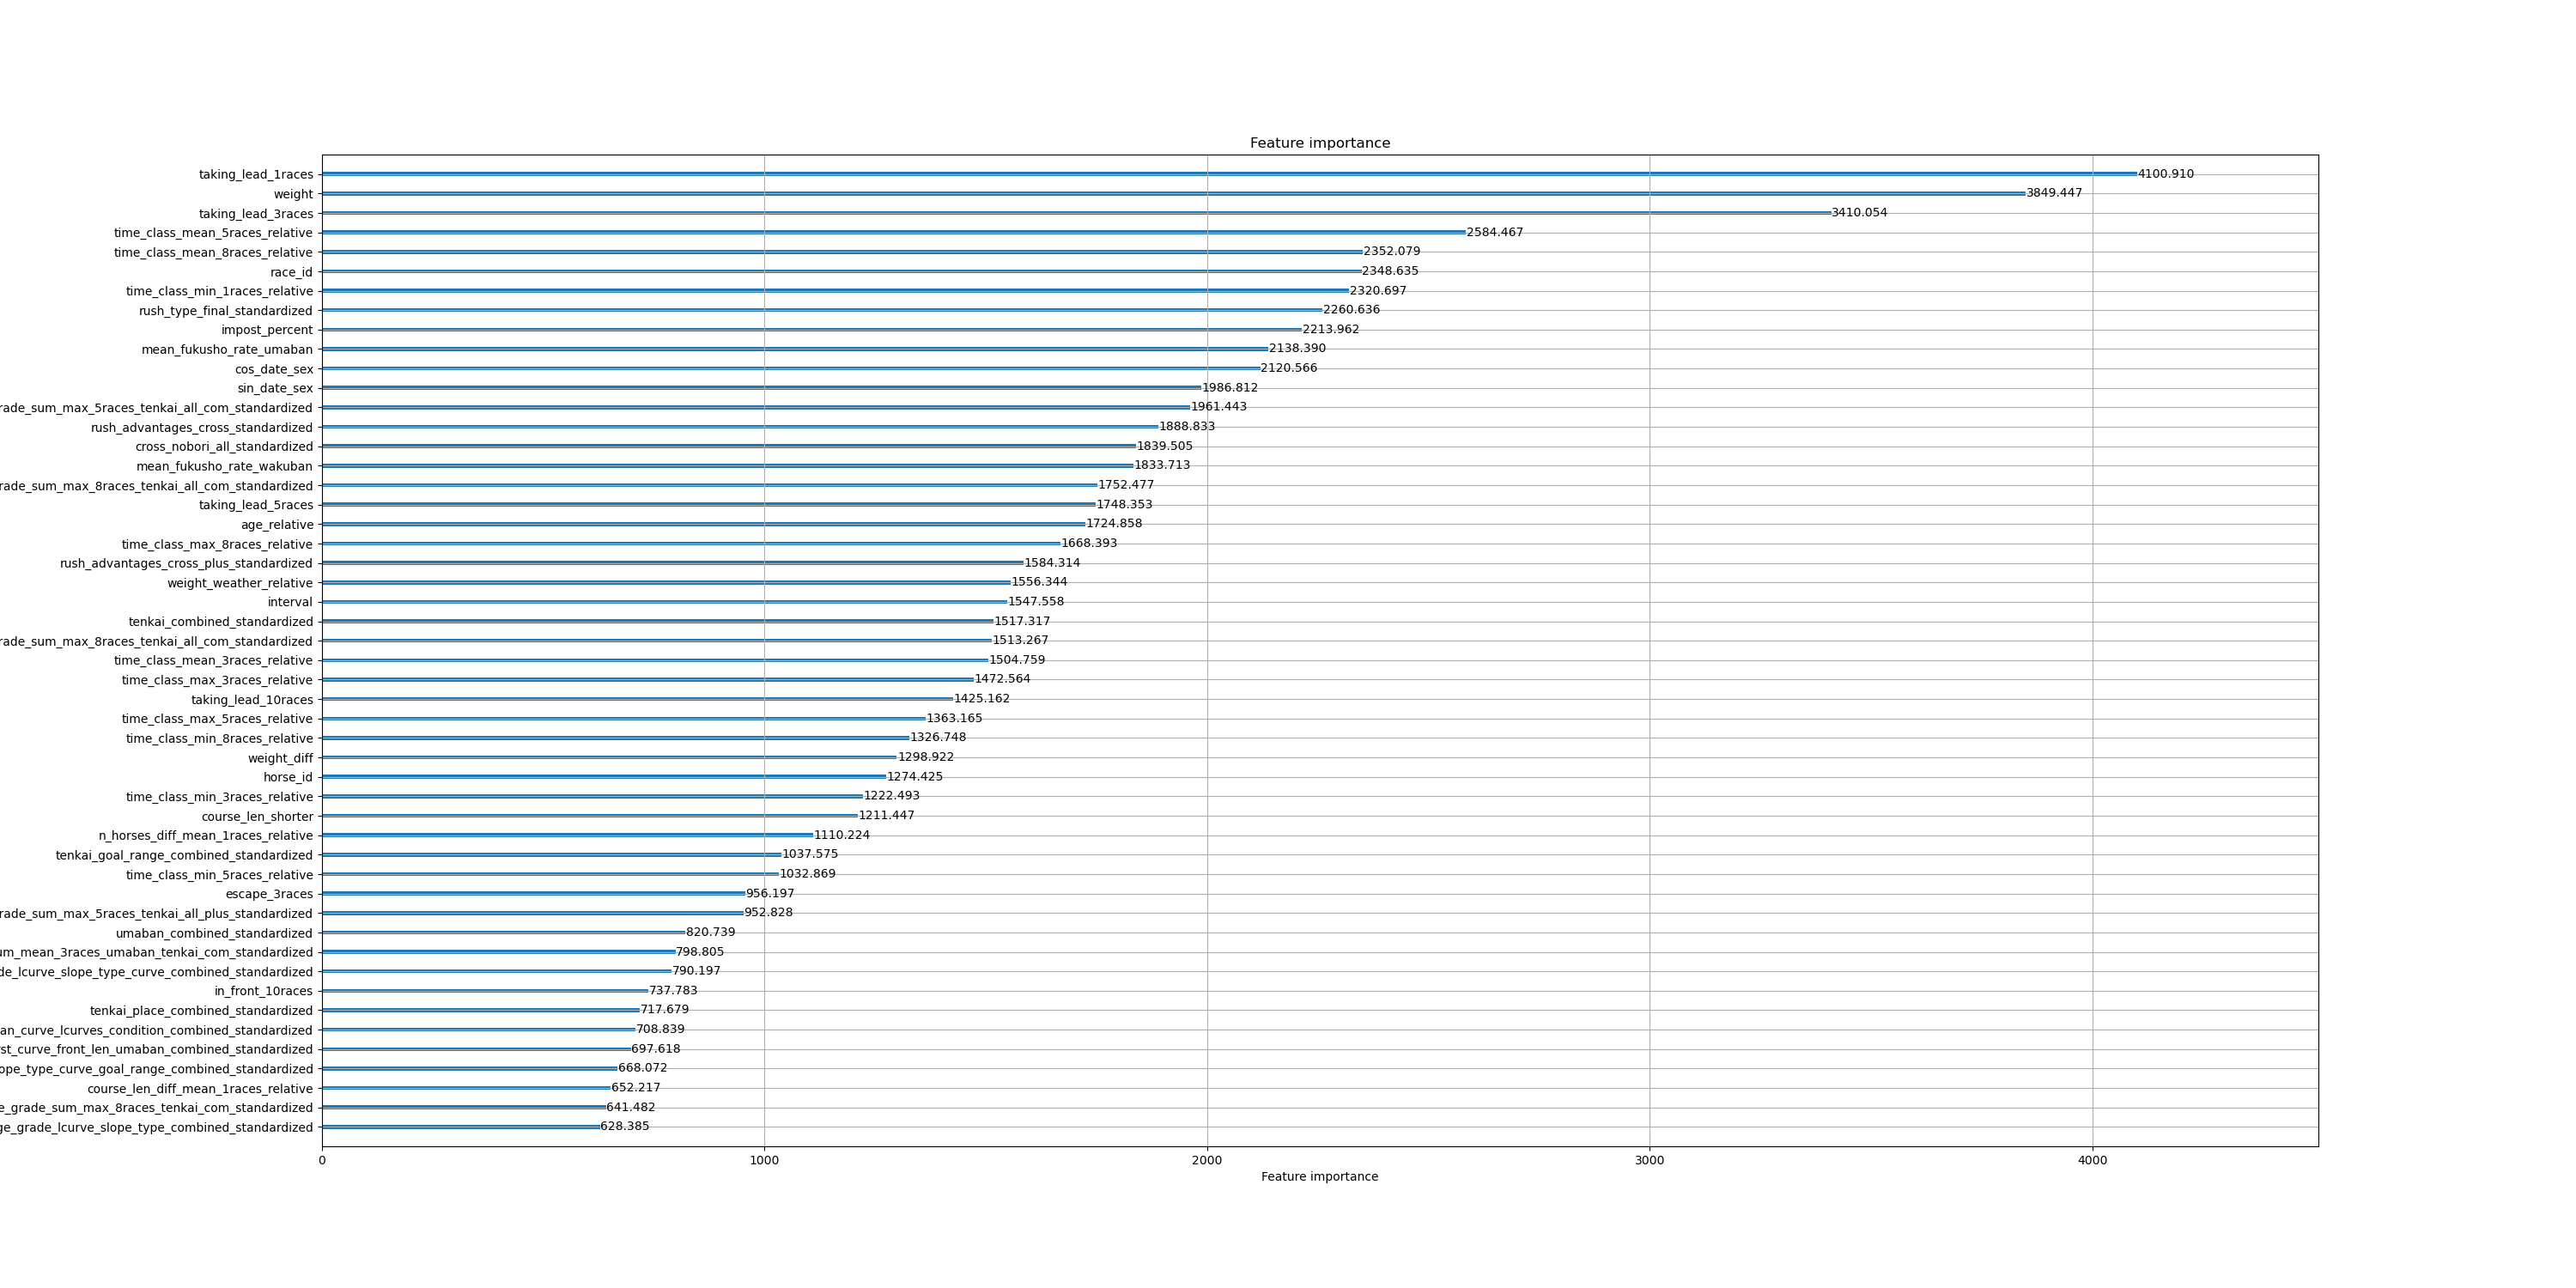 Feature importance
taking_lead_1races 4100.910
weight 3849.447
taking_lead_3races 3410.054
time_class_mean_5races_relative 2584.467
time_class_mean_8races_relative 2352.079
race_id 2348.635
time_class_min_1races_relative 2320.697
rush_type_final_standardized 2260.636
impost_percent 2213.962
mean_fukusho_rate_umaban 2138.390
cos_date_sex 2120.566
sin_date_sex 1986.812
rade_sum_max_5races_tenkai_all_com_standardized 1961.443
rush_advantages_cross_standardized 1888.833
cross_nobori_all_standardized 1839.505
mean_fukusho_rate_wakuban 1833.713
rade_sum_max_8races_tenkai_all_com_standardized 1752.477
taking_lead_5races 1748.353
age_relative 1724.858
time_class_max_8races_relative 1668.393
rush_advantages_cross_plus_standardized 1584.314
weight_weather_relative 1556.344
interval 1547.558
tenkai_combined_standardized 1517.317
rade_sum_max_8races_tenkai_all_com_standardized 1513.267
time_class_mean_3races_relative 1504.759
time_class_max_3races_relative 1472.564
taking_lead_10races 1425.162
time_class_max_5races_relative 1363.165
time_class_min_8races_relative 1326.748
weight_diff 1298.922
horse_id 1274.425
time_class_min_3races_relative 1222.493
course_len_shorter 1211.447
n_horses_diff_mean_1races_relative 1110.224
tenkai_goal_range_combined_standardized 1037.575
time_class_min_5races_relative 1032.869
escape_3races 956.197
rade_sum_max_5races_tenkai_all_plus_standardized 952.828
umaban_combined_standardized 820.739
um_mean_3races_umaban_tenkai_com_standardized 798.805
de_lcurve_slope_type_curve_combined_standardized 790.197
in_front_10races 737.783
tenkai_place_combined_standardized 717.679
an_curve_lcurves_condition_combined_standardized 708.839
st_curve_front_len_umaban_combined_standardized 697.618
ope_type_curve_goal_range_combined_standardized 668.072
course_len_diff_mean_1races_relative 652.217
e_grade_sum_max_8races_tenkai_com_standardized 641.482
ge_grade_lcurve_slope_type_combined_standardized 628.385
0 1000 2000 3000 4000
Feature importance